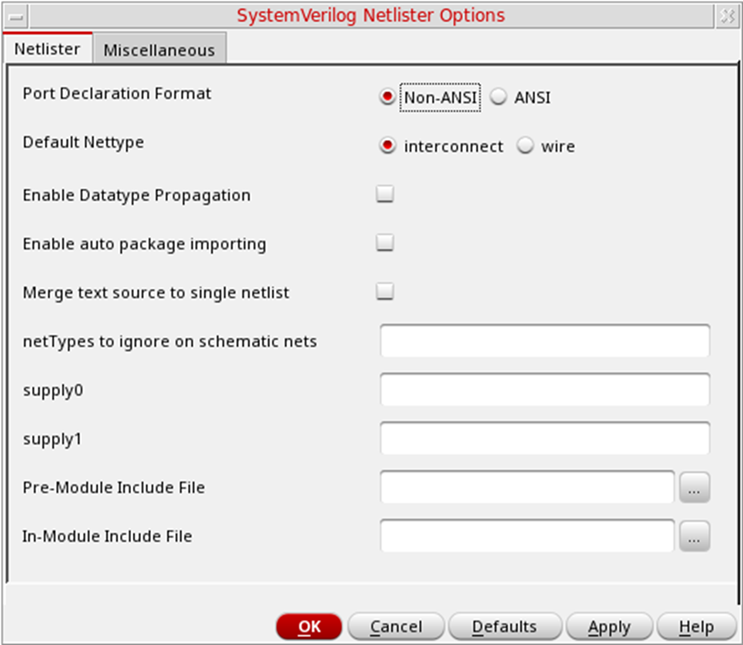 SystemVerilog Netlister Options
Netlister Miscellaneous
Port Declaration Format Non-ANSI ANSI
Default Nettype interconnect wire
Enable Datatype Propagation
Enable auto package importing
Merge text source to single netlist
netTypes to ignore on schematic nets
supply0
supply1
Pre-Module Include File ...
In-Module Include File ...
OK Cancel Defaults Apply Help